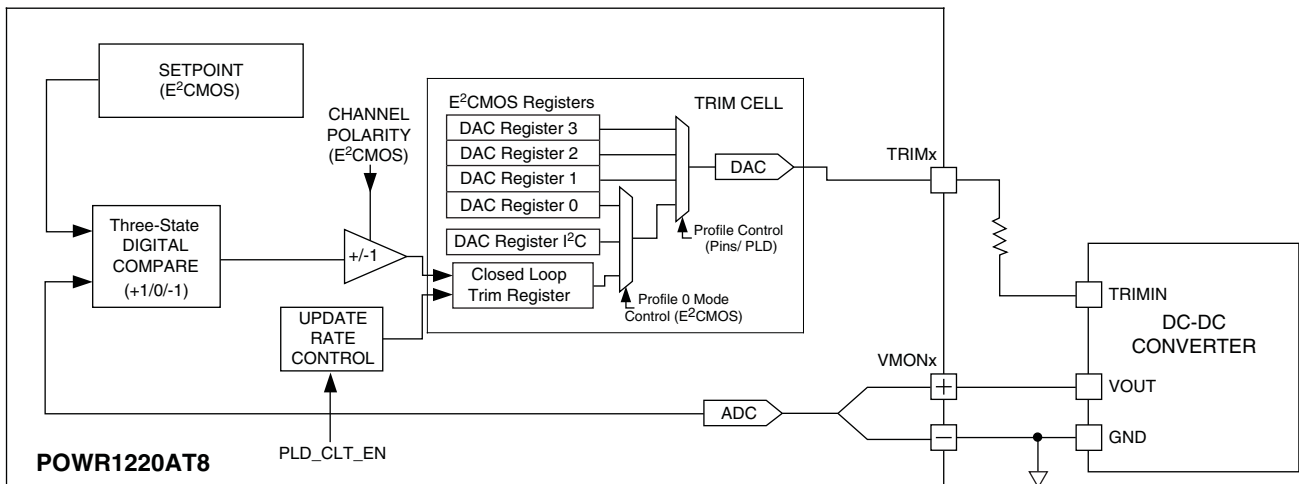 SETPOINT
(E²CMOS)
CHANNEL
POLARITY
(E²CMOS)
E²CMOS Registers
TRIM CELL
DAC Register 3
DAC Register 2
DAC Register 1
DAC Register 0
DAC Register I²C
Closed Loop
Trim Register
DAC
Profile Control
(Pins/ PLD)
Profile 0 Mode
Control (E²CMOS)
TRIMx
Three-State
DIGITAL
COMPARE
(+1/0/-1)
+/-1
UPDATE
RATE
CONTROL
PLD_CLT_EN
ADC
VMONx
+
–
TRIMIN
DC-DC
CONVERTER
VOUT
GND
POWR1220AT8